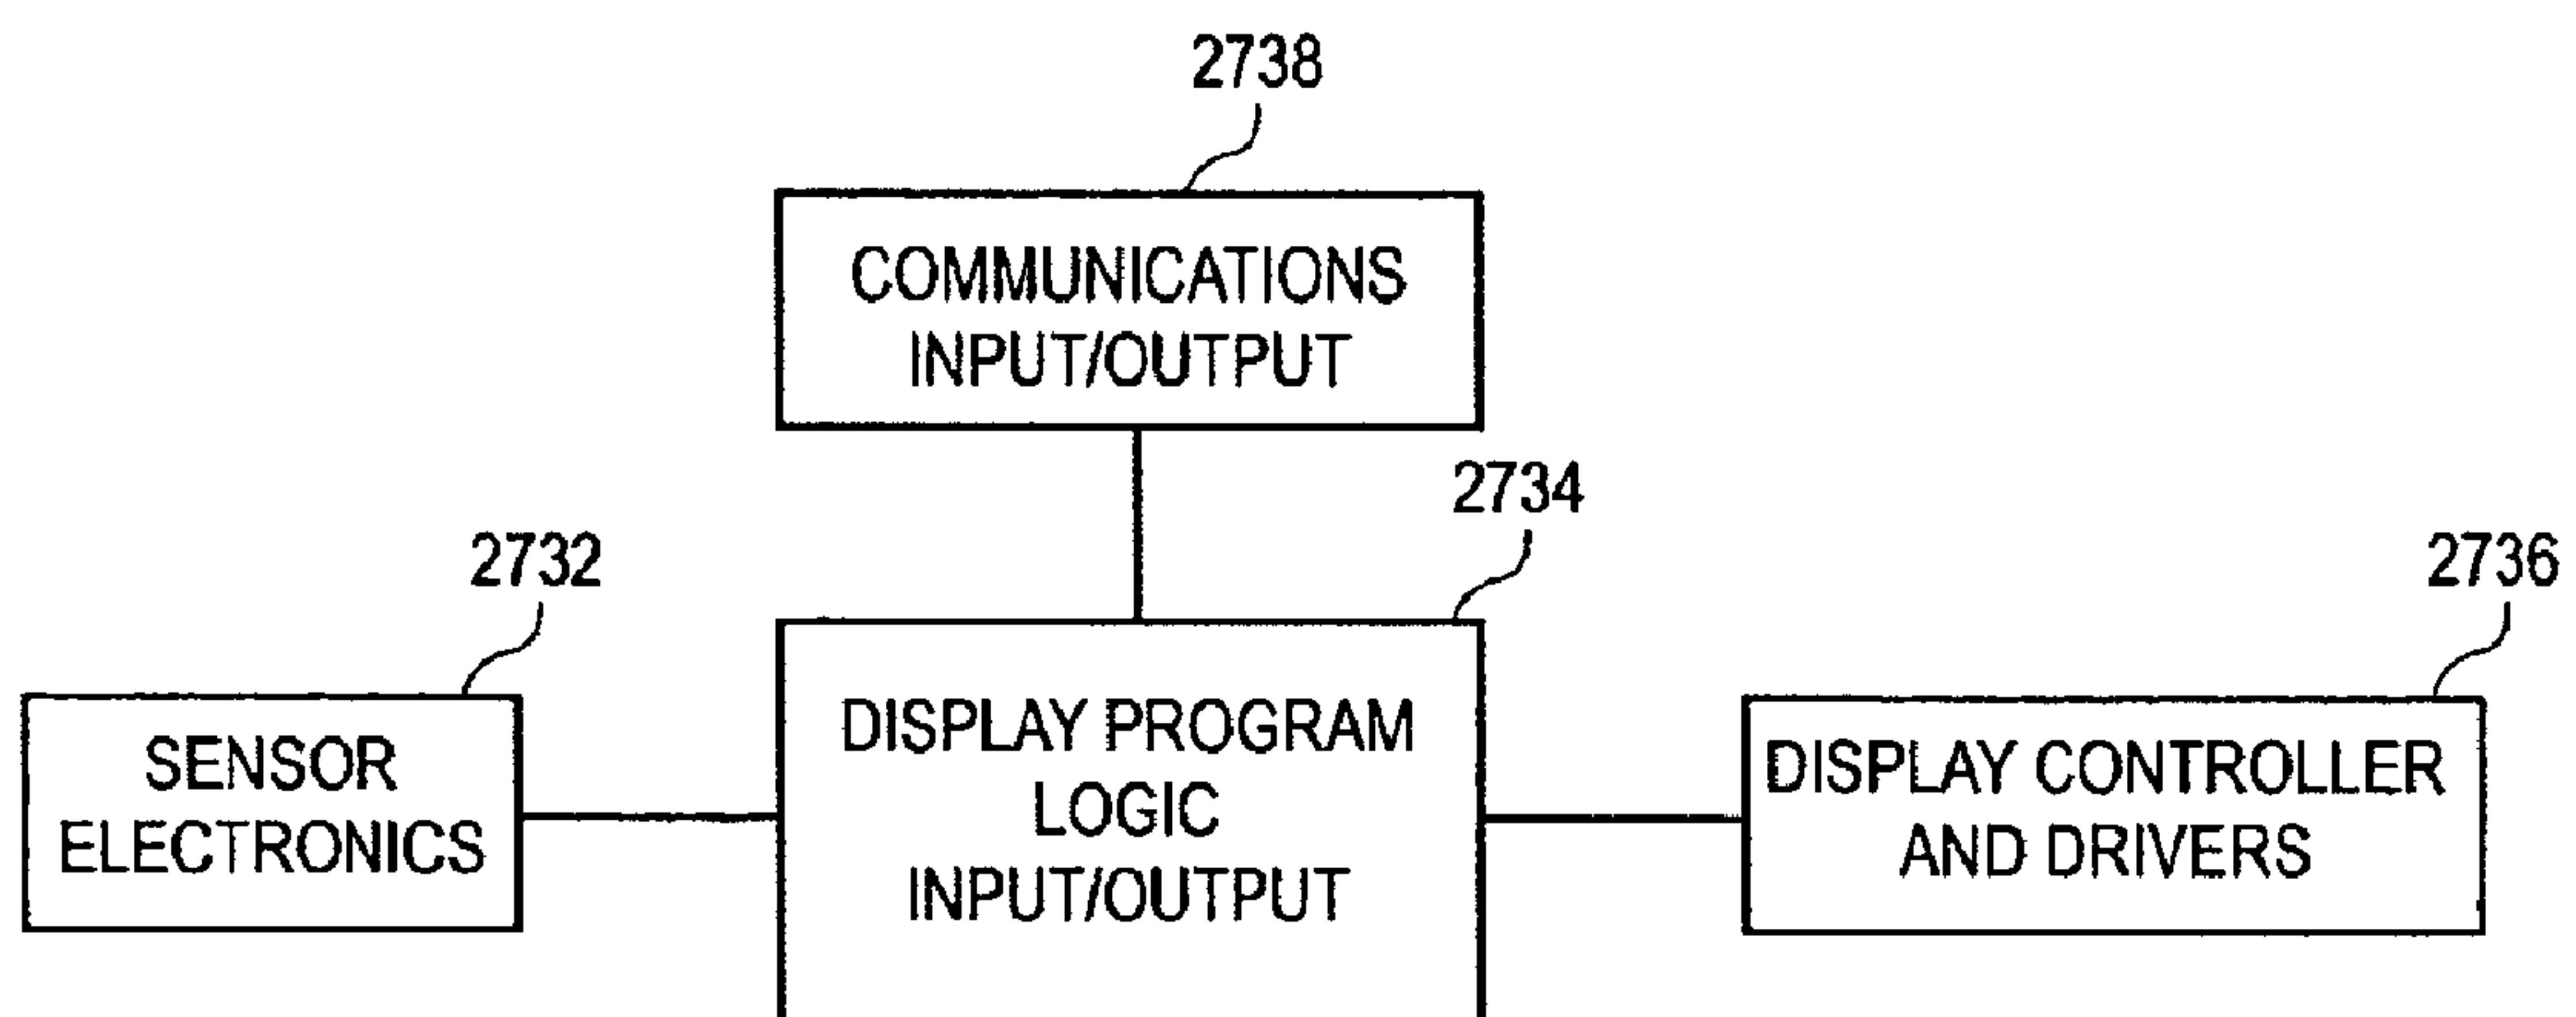 2738
COMMUNICATIONS
INPUT/OUTPUT
2734
2732
2736
DISPLAY PROGRAM
LOGIC
INPUT/OUTPUT
SENSOR
ELECTRONICS
DISPLAY CONTROLLER
AND DRIVERS